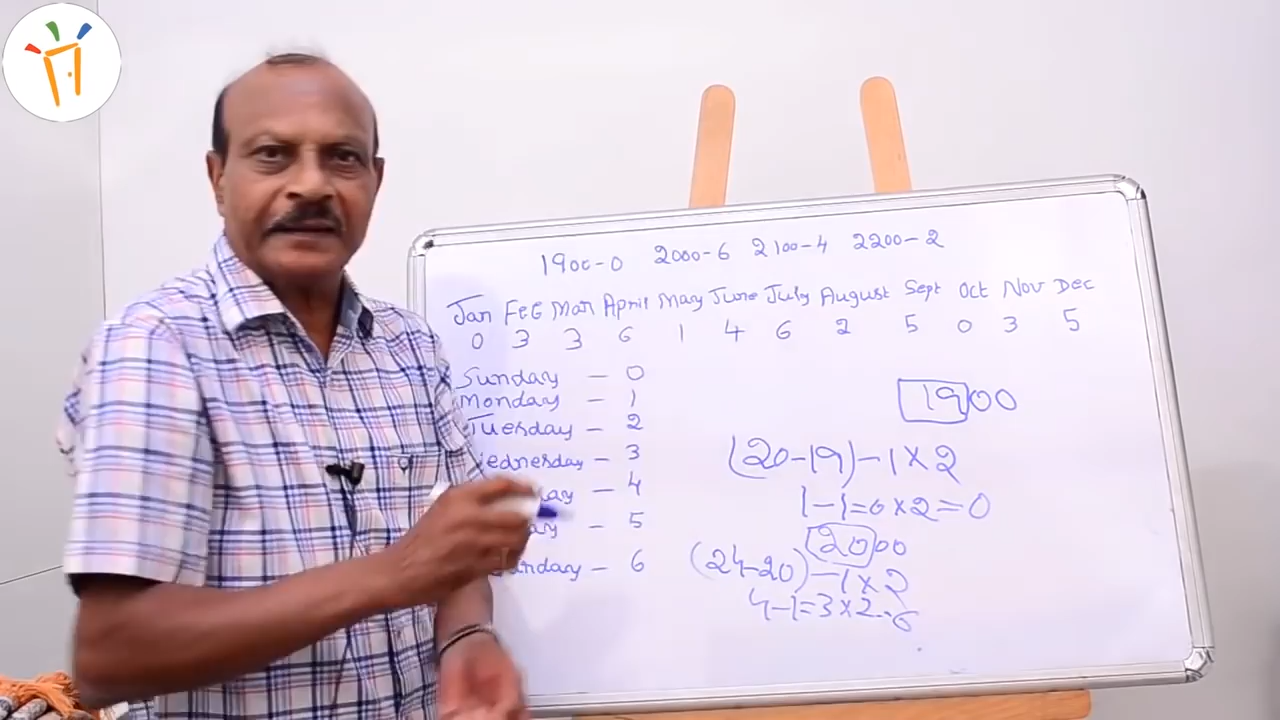 1900-0 2000-6 2100-4 2200-2
Jan Feb Mar April May June July August Sept Oct Nov Dec
0 3 3 6 1 4 6 2 5 0 3 5
Sunday - 0
Monday - 1
Tuesday - 2
ednesday - 3
ay - 4
ay - 5
- 6
1900
(20-19)-1×2
1-1=0×2=0
2000
(24-20)-1×2
4-1=3×2=6